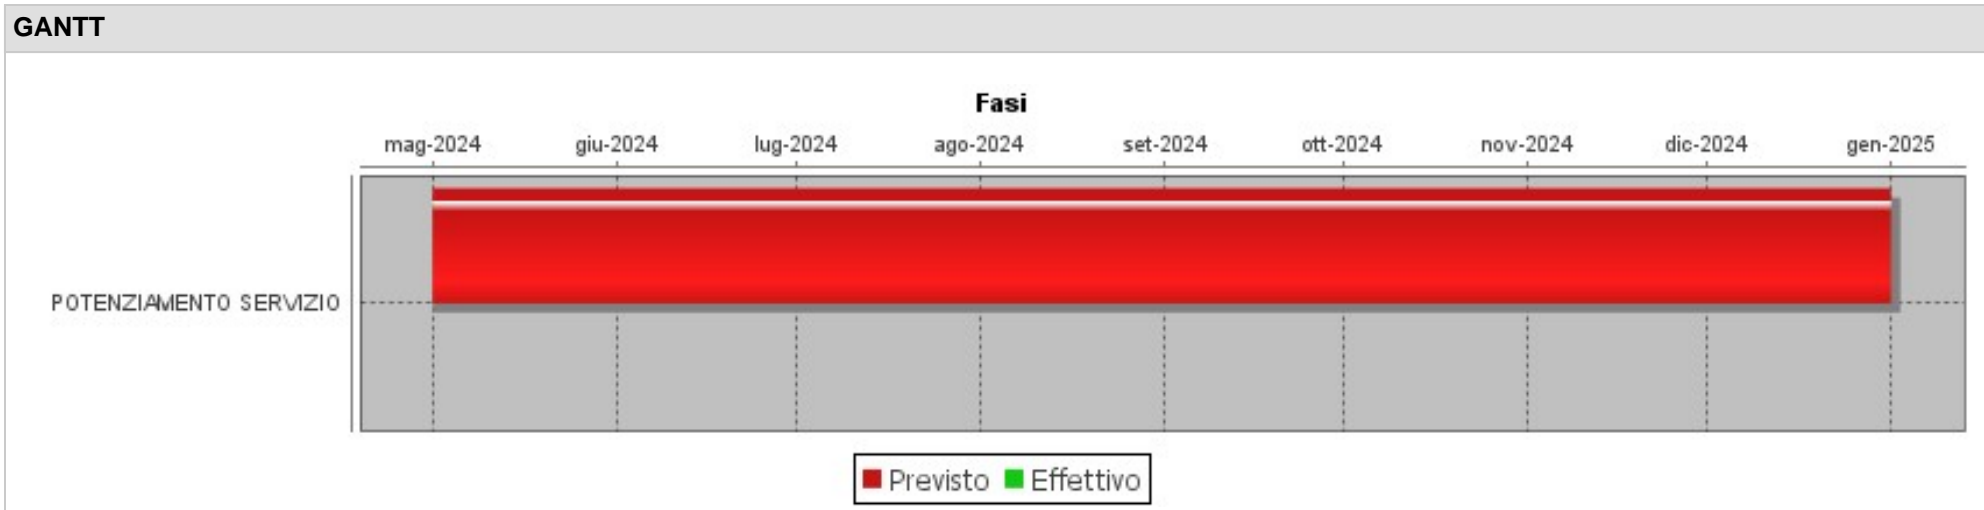 GANTT
Fasi
mag-2024 giu-2024 lug-2024 ago-2024 set-2024 ott-2024 nov-2024 dic-2024 gen-2025
POTENZIAMENTO SERVIZIO
Previsto Effettivo